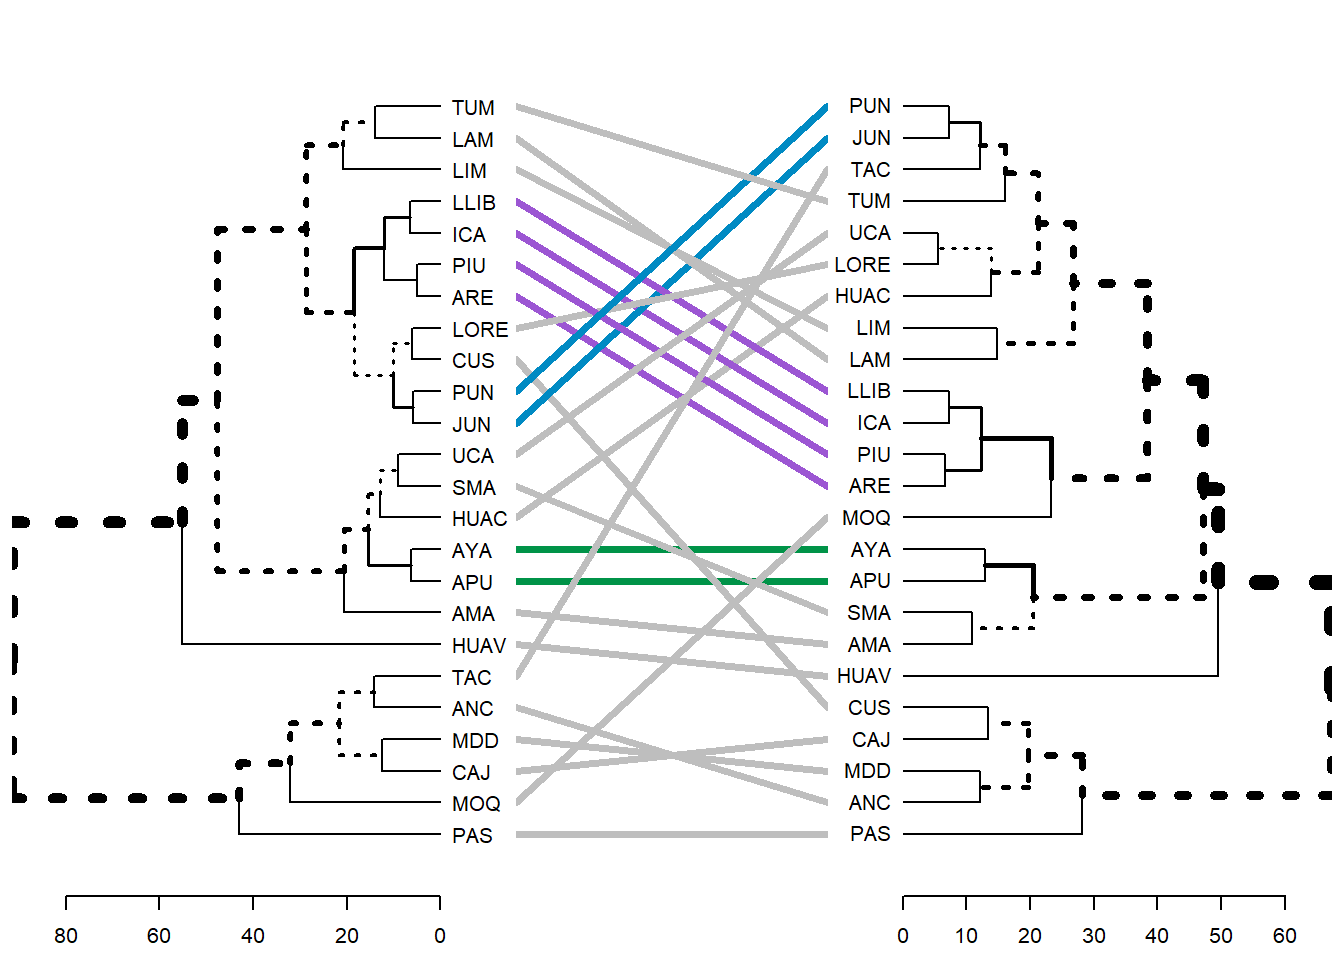 TUM PUN
LAM JUN
LIM TAC
LLIB TUM
ICA UCA
PIU LORE
ARE HUAC
LORE LIM
CUS LAM
PUN LLIB
JUN ICA
UCA PIU
SMA ARE
HUAC MOQ
AYA AYA
APU APU
AMA SMA
HUAV AMA
TAC HUAV
ANC CUS
MDD CAJ
CAJ MDD
MOQ ANC
PAS PAS
80 60 40 20 0 0 10 20 30 40 50 60